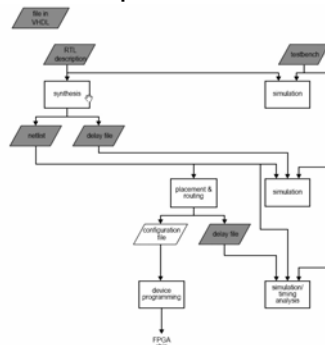 file in
VHDL
RTL
description
testbench
synthesis
simulation
netlist
delay file
placement &
routing
simulation
configuration
file
delay file
device
programming
simulation/
timing
analysis
FPGA